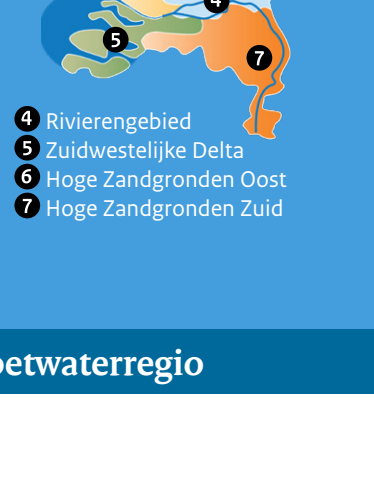 4
5
7
4 Rivierengebied
5 Zuidwestelijke Delta
6 Hoge Zandgronden Oost
7 Hoge Zandgronden Zuid
oetwaterregio